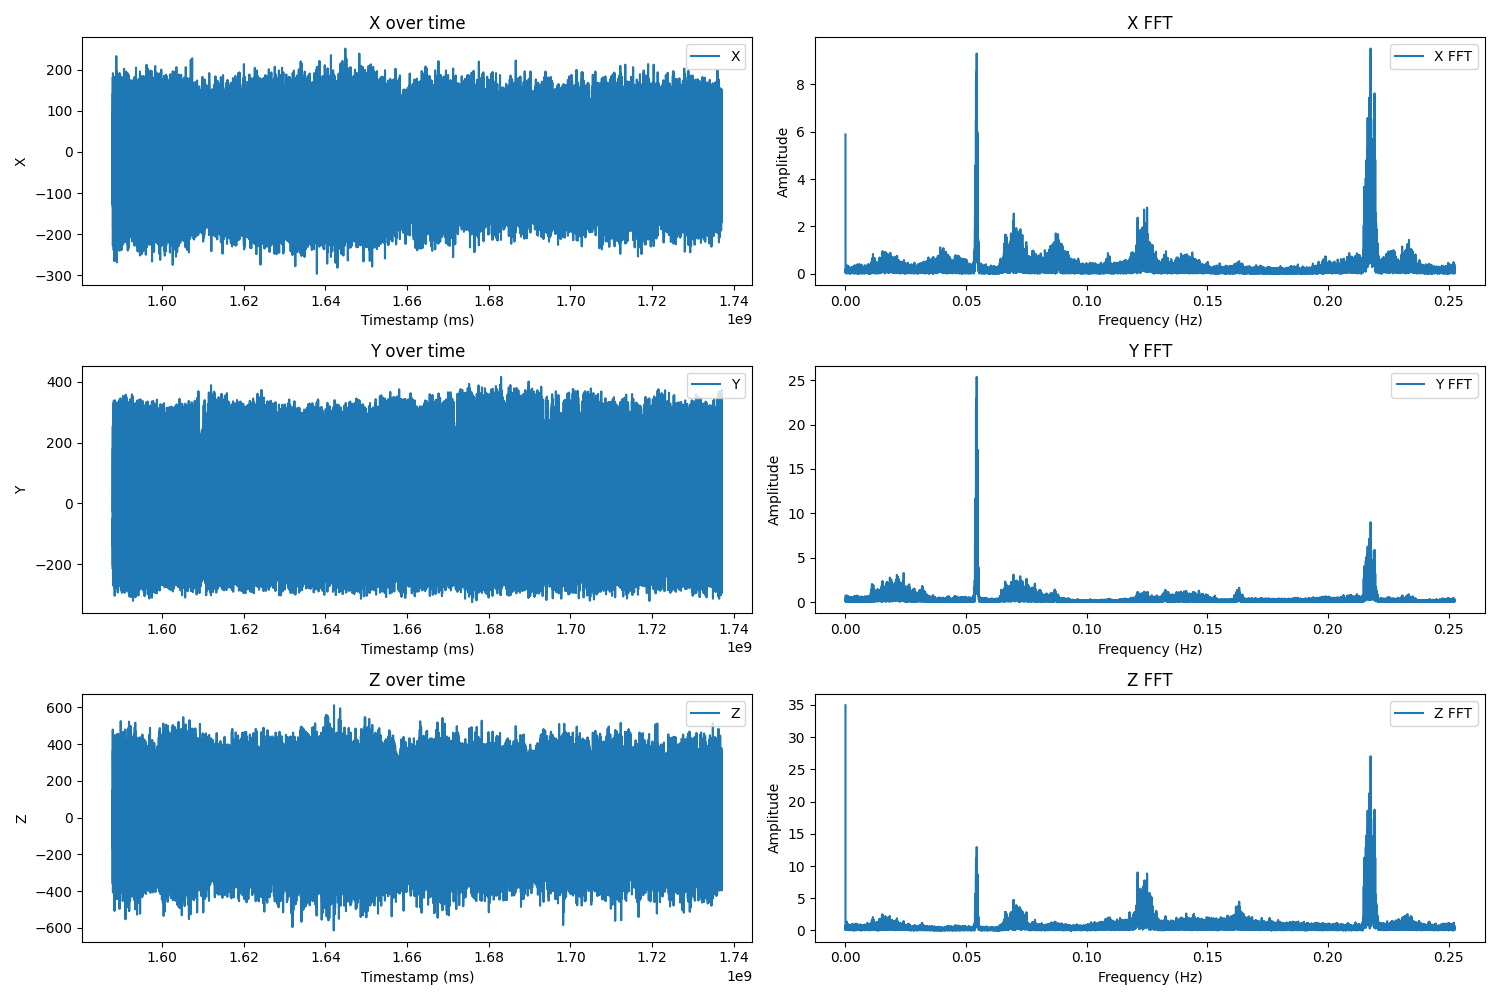 X over time
X
200
100
0
−100
−200
−300
X
1.60 1.62 1.64 1.66 1.68 1.70 1.72 1.74
1e9
Timestamp (ms)
X FFT
X FFT
Amplitude
8
6
4
2
0
0.00 0.05 0.10 0.15 0.20 0.25
Frequency (Hz)
Y over time
Y
400
200
0
−200
Y
1.60 1.62 1.64 1.66 1.68 1.70 1.72 1.74
1e9
Timestamp (ms)
Y FFT
Y FFT
Amplitude
25
20
15
10
5
0
0.00 0.05 0.10 0.15 0.20 0.25
Frequency (Hz)
Z over time
Z
600
400
200
0
−200
−400
−600
Z
1.60 1.62 1.64 1.66 1.68 1.70 1.72 1.74
1e9
Timestamp (ms)
Z FFT
Z FFT
Amplitude
35
30
25
20
15
10
5
0
0.00 0.05 0.10 0.15 0.20 0.25
Frequency (Hz)